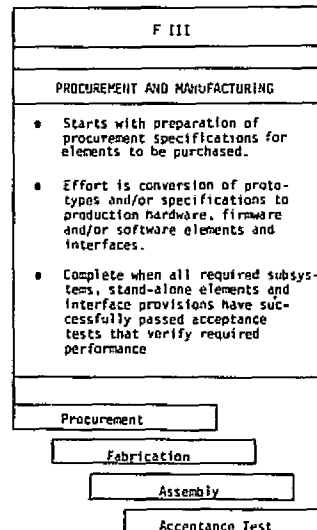 F III
PROCUREMENT AND MANUFACTURING
• Starts with preparation of
procurement specifications for
elements to be purchased.
• Effort is conversion of proto-
types and/or specifications to
production hardware, firmware
and/or software elements and
interfaces.
• Complete when all required subsys-
tems, stand-alone elements and
interface provisions have suc-
cessfully passed acceptance
tests that verify required
performance
Procurement
Fabrication
Assembly
Acceptance Test